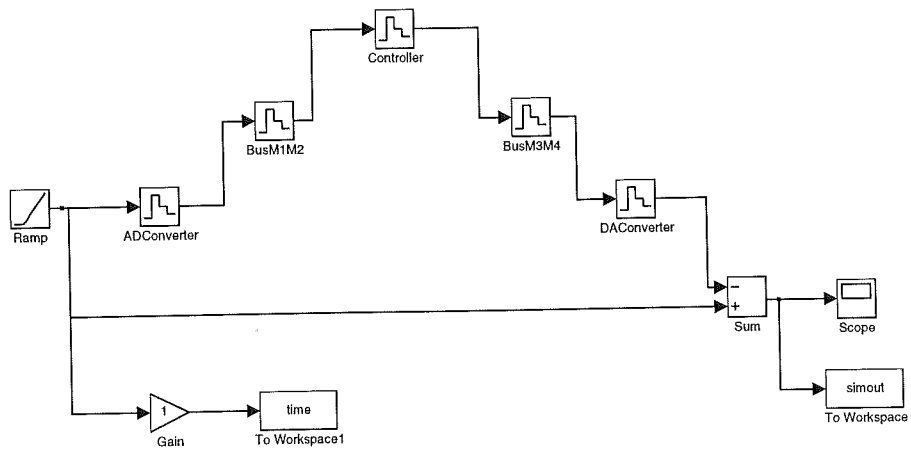 Controller
BusM1M2
BusM3M4
Ramp
ADConverter
DAConverter
−
+
Sum
Scope
1
Gain
time
To Workspace1
simout
To Workspace